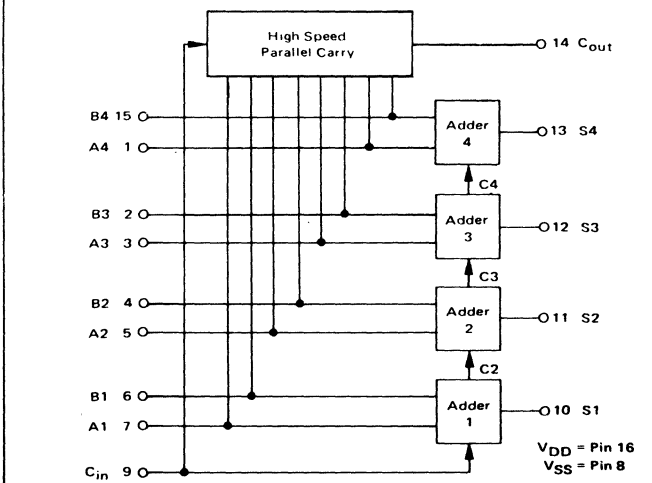 High Speed
Parallel Carry
14 Cout
B4 15
Adder
4
13 S4
A4 1
C4
B3 2
Adder
3
12 S3
A3 3
C3
B2 4
Adder
2
11 S2
A2 5
C2
B1 6
Adder
1
10 S1
A1 7
VDD = Pin 16
VSS = Pin 8
Cin 9